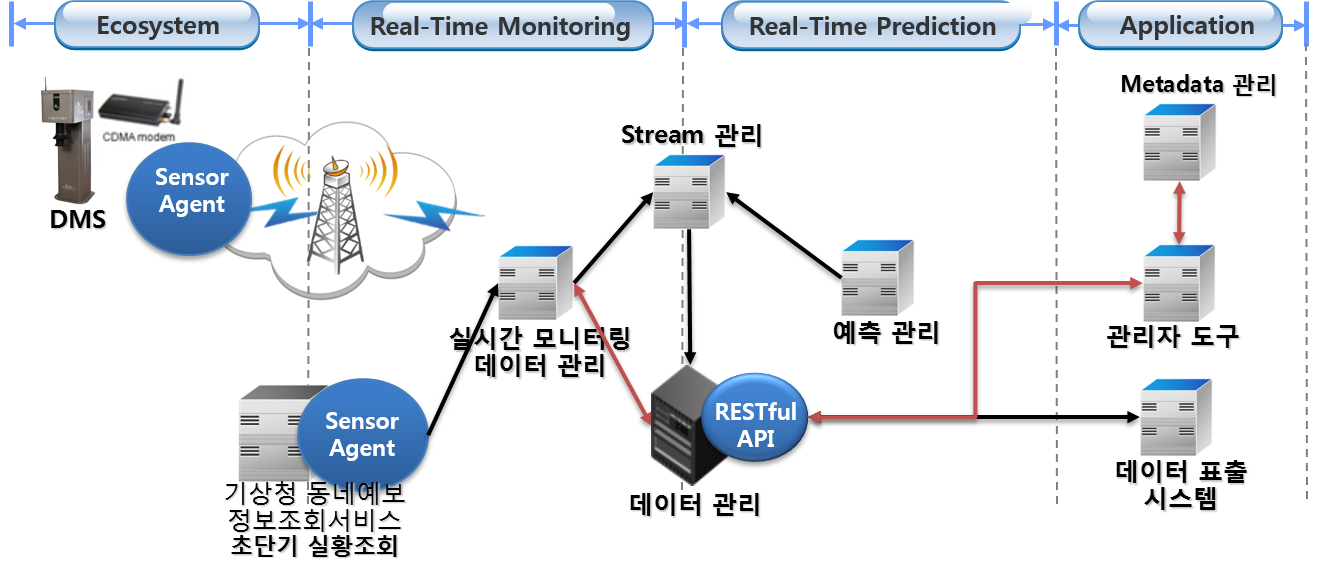 Ecosystem
Real-Time Monitoring
Real-Time Prediction
Application
CDMA modem
DMS
Sensor
Agent
Stream 관리
Metadata 관리
실시간 모니터링
데이터 관리
예측 관리
관리자 도구
Sensor
Agent
기상청 동네예보
정보조회서비스
초단기 실황조회
RESTful
API
데이터 관리
데이터 표출
시스템